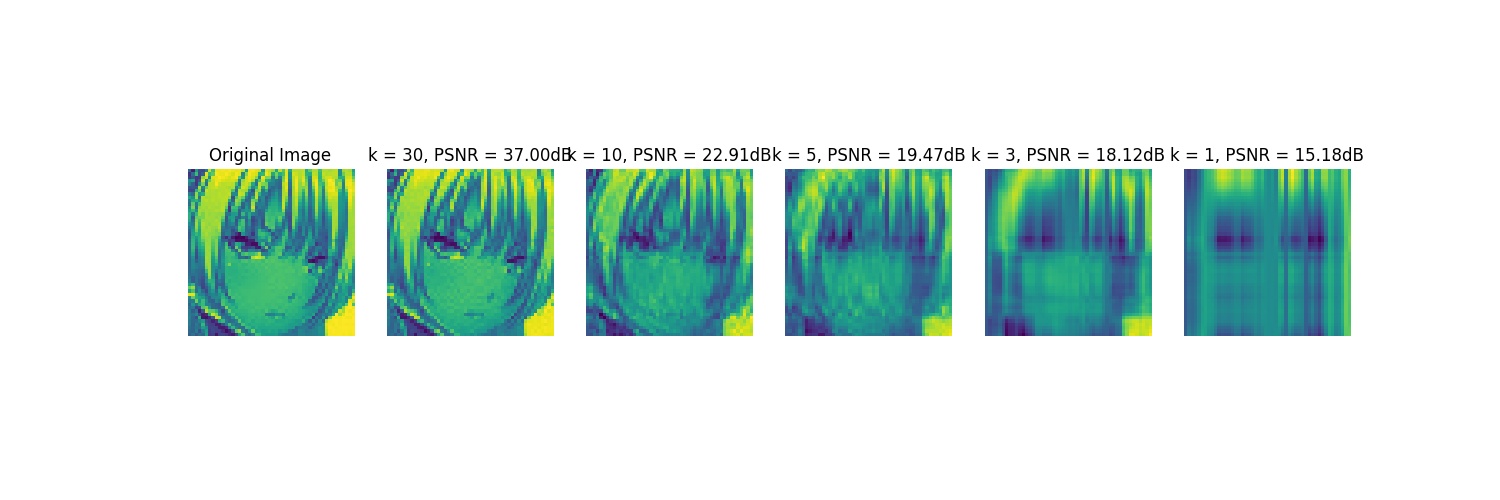 Original Image
k = 30, PSNR = 37.00dB
k = 10, PSNR = 22.91dB
k = 5, PSNR = 19.47dB
k = 3, PSNR = 18.12dB
k = 1, PSNR = 15.18dB